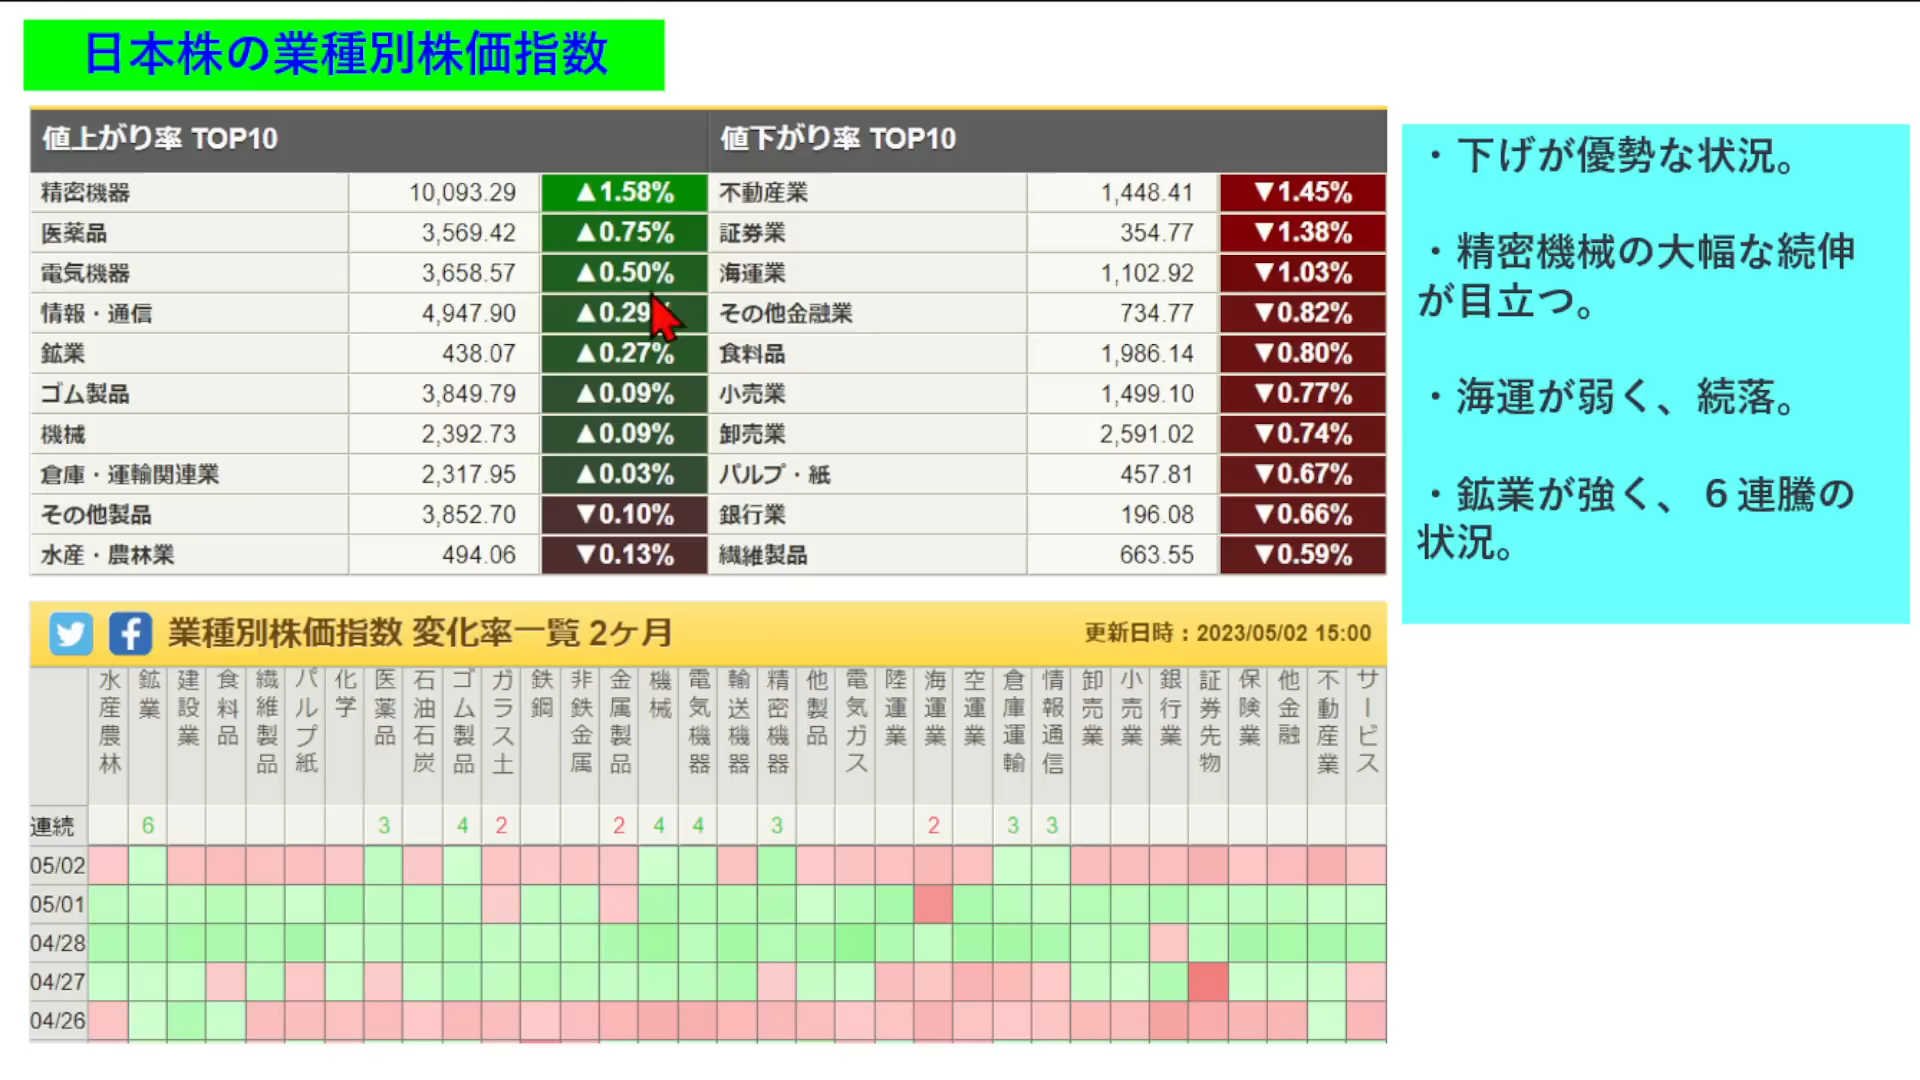 日本株の業種別株価指数
値上がり率 TOP10 値下がり率 TOP10
精密機器 10,093.29 ▲1.58% 不動産業 1,448.41 ▼1.45%
医薬品 3,569.42 ▲0.75% 証券業 354.77 ▼1.38%
電気機器 3,658.57 ▲0.50% 海運業 1,102.92 ▼1.03%
情報・通信 4,947.90 ▲0.29 その他金融業 734.77 ▼0.82%
鉱業 438.07 ▲0.27% 食料品 1,986.14 ▼0.80%
ゴム製品 3,849.79 ▲0.09% 小売業 1,499.10 ▼0.77%
機械 2,392.73 ▲0.09% 卸売業 2,591.02 ▼0.74%
倉庫・運輸関連業 2,317.95 ▲0.03% パルプ・紙 457.81 ▼0.67%
その他製品 3,852.70 ▼0.10% 銀行業 196.08 ▼0.66%
水産・農林業 494.06 ▼0.13% 繊維製品 663.55 ▼0.59%
・下げが優勢な状況。
・精密機械の大幅な続伸
が目立つ。
・海運が弱く、続落。
・鉱業が強く、６連騰の
状況。
業種別株価指数 変化率一覧 2ヶ月 更新日時：2023/05/02 15:00
水産農林 鉱業 建設業 食料品 繊維製品 パルプ紙 化学 医薬品 石油石炭 ゴム製品 ガラス土 鉄鋼 非鉄金属 金属製品 機械 電気機器 輸送機器 精密機器 他製品 電気ガス 陸運業 海運業 空運業 倉庫運輸 情報通信 卸売業 小売業 銀行業 証券先物 保険業 他金融 不動産業 サービス
連続 6 3 4 2 2 4 4 3 2 3 3
05/02
05/01
04/28
04/27
04/26